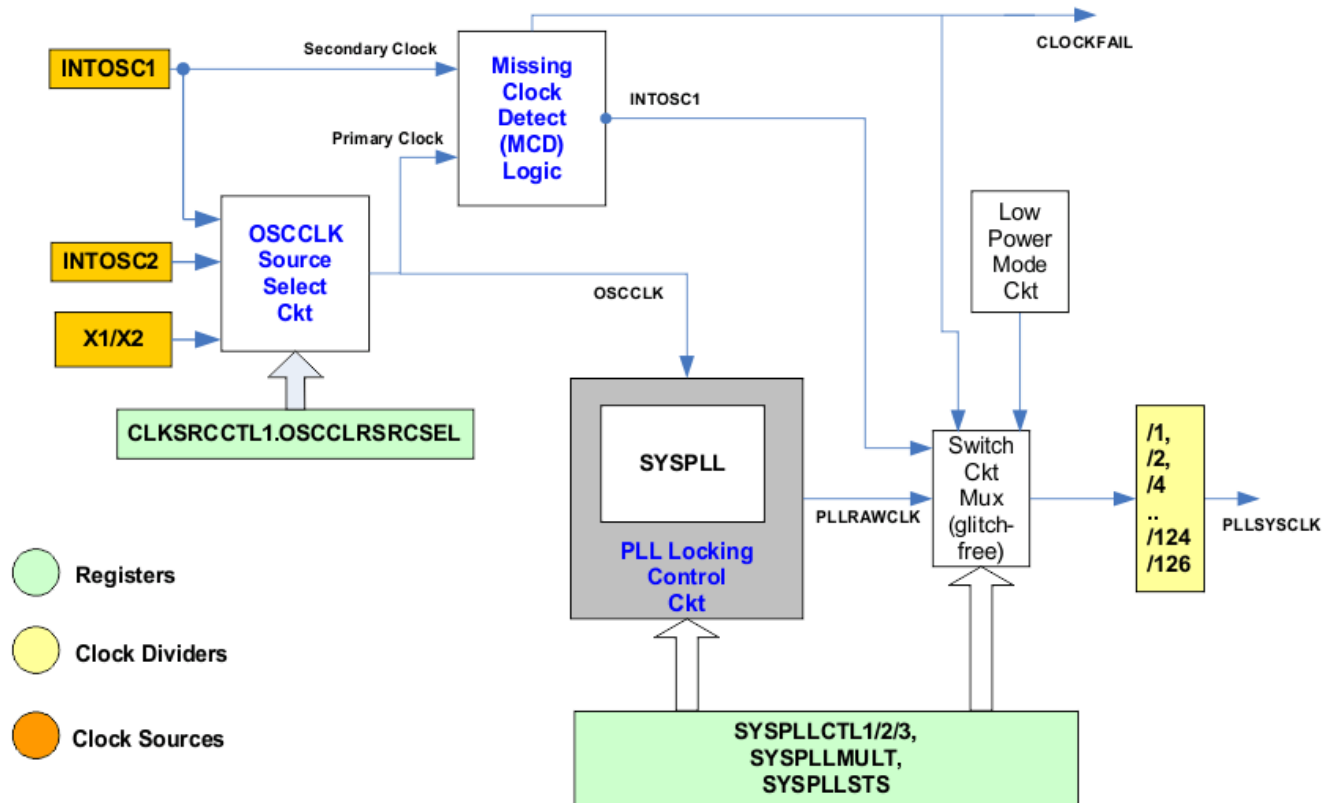 CLOCKFAIL
Secondary Clock
INTOSC1
Missing
Clock
Detect
(MCD)
Logic
INTOSC1
Primary Clock
OSCCLK
Source
Select
Ckt
INTOSC2
X1/X2
Low
Power
Mode
Ckt
OSCCLK
CLKSRCCTL1.OSCCLRSRCSEL
SYSPLL
PLL Locking
Control
Ckt
PLLRAWCLK
Switch
Ckt
Mux
(glitch-
free)
/1,
/2,
/4
..
/124
/126
PLLSYSCLK
Registers
Clock Dividers
Clock Sources
SYSPLLCTL1/2/3,
SYSPLLMULT,
SYSPLLSTS